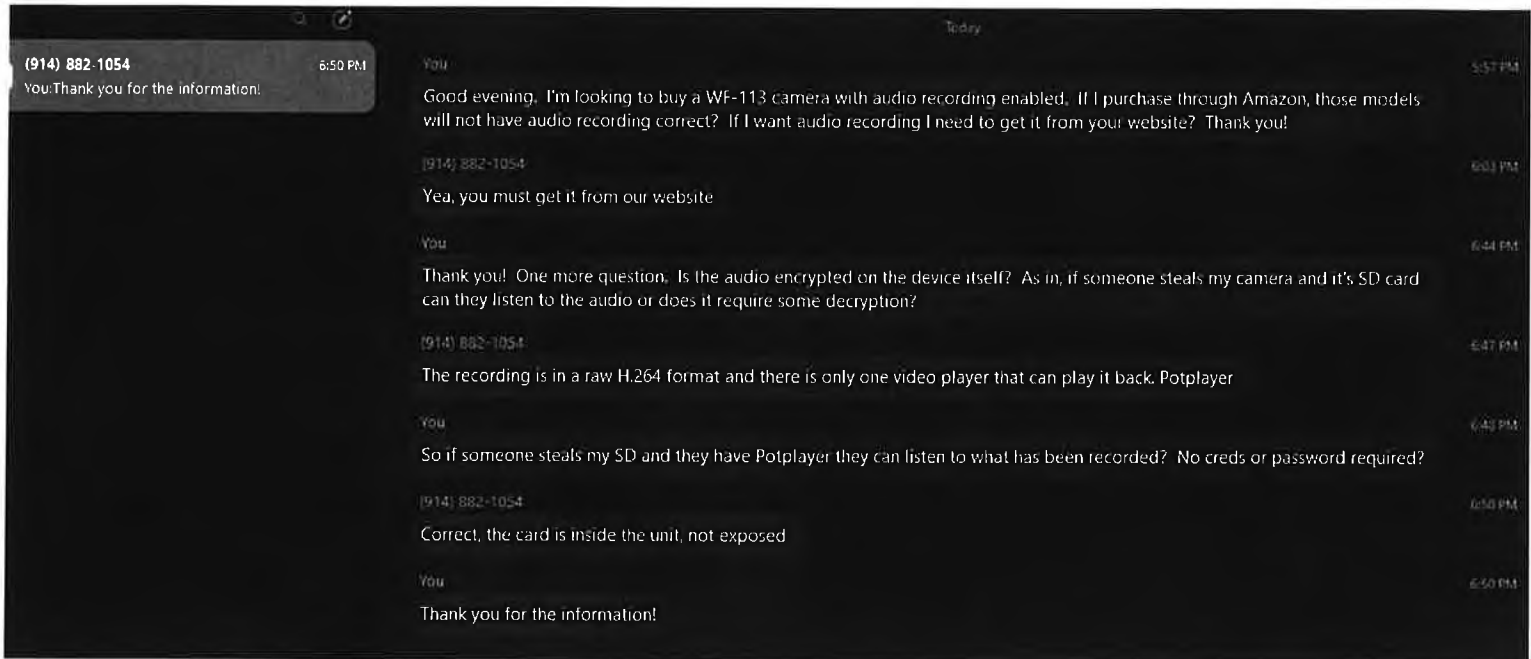 Today
(914) 882-1054 6:50 PM
You:Thank you for the information!
You 5:57 PM
Good evening. I'm looking to buy a WF-113 camera with audio recording enabled. If I purchase through Amazon, those models
will not have audio recording correct? If I want audio recording I need to get it from your website? Thank you!
(914) 882-1054 6:03 PM
Yea, you must get it from our website
You 6:44 PM
Thank you! One more question. Is the audio encrypted on the device itself? As in, if someone steals my camera and it's SD card
can they listen to the audio or does it require some decryption?
(914) 882-1054 6:47 PM
The recording is in a raw H.264 format and there is only one video player that can play it back. Potplayer
You 6:48 PM
So if someone steals my SD and they have Potplayer they can listen to what has been recorded? No creds or password required?
(914) 882-1054 6:50 PM
Correct, the card is inside the unit, not exposed
You 6:50 PM
Thank you for the information!